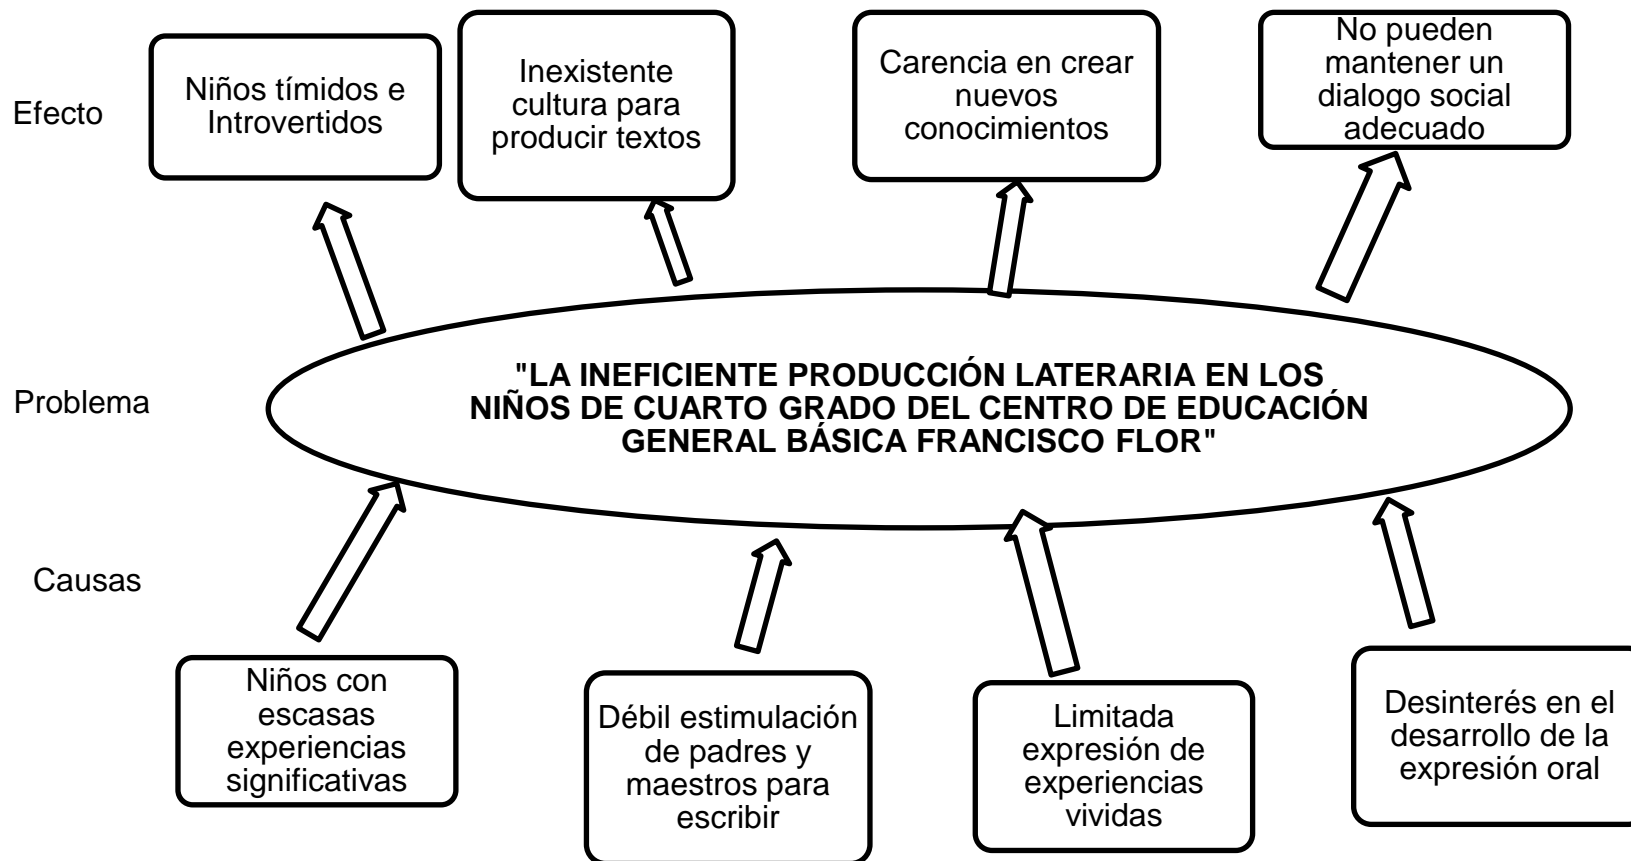 Efecto
Niños tímidos e
Introvertidos
Inexistente
cultura para
producir textos
Carencia en crear
nuevos
conocimientos
No pueden
mantener un
dialogo social
adecuado
Problema
"LA INEFICIENTE PRODUCCIÓN LATERARIA EN LOS
NIÑOS DE CUARTO GRADO DEL CENTRO DE EDUCACIÓN
GENERAL BÁSICA FRANCISCO FLOR"
Causas
Niños con
escasas
experiencias
significativas
Débil estimulación
de padres y
maestros para
escribir
Limitada
expresión de
experiencias
vividas
Desinterés en el
desarrollo de la
expresión oral